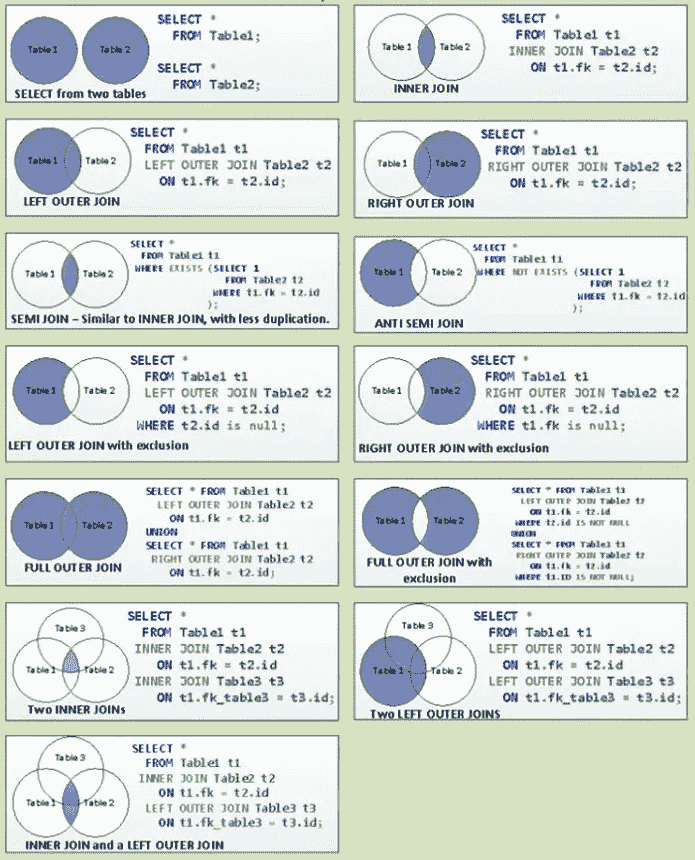 Table 1
Table 2
SELECT *
FROM Table1;
SELECT *
FROM Table2;
SELECT from two tables
Table 1
Table 2
SELECT *
FROM Table1 t1
INNER JOIN Table2 t2
ON t1.fk = t2.id;
INNER JOIN
Table 1
Table 2
SELECT *
FROM Table1 t1
LEFT OUTER JOIN Table2 t2
ON t1.fk = t2.id;
LEFT OUTER JOIN
Table 1
Table 2
SELECT *
FROM Table1 t1
RIGHT OUTER JOIN Table2 t2
ON t1.fk = t2.id;
RIGHT OUTER JOIN
Table 1
Table 2
SELECT *
FROM Table1 t1
WHERE EXISTS (SELECT 1
FROM Table2 t2
WHERE t1.fk = t2.id
);
SEMI JOIN – Similar to INNER JOIN, with less duplication.
Table 1
Table 2
SELECT *
FROM Table1 t1
WHERE NOT EXISTS (SELECT 1
FROM Table2 t2
WHERE t1.fk = t2.id
);
ANTI SEMI JOIN
Table 1
Table 2
SELECT *
FROM Table1 t1
LEFT OUTER JOIN Table2 t2
ON t1.fk = t2.id
WHERE t2.id is null;
LEFT OUTER JOIN with exclusion
Table 1
Table 2
SELECT *
FROM Table1 t1
RIGHT OUTER JOIN Table2 t2
ON t1.fk = t2.id
WHERE t1.fk is null;
RIGHT OUTER JOIN with exclusion
Table 1
Table 2
SELECT * FROM Table1 t1
LEFT OUTER JOIN Table2 t2
ON t1.fk = t2.id
UNION
SELECT * FROM Table1 t1
RIGHT OUTER JOIN Table2 t2
ON t1.fk = t2.id;
FULL OUTER JOIN
Table 1
Table 2
SELECT * FROM Table1 t1
LEFT OUTER JOIN Table2 t2
ON t1.fk = t2.id
WHERE t2.id IS NOT NULL
UNION
SELECT * FROM Table1 t1
RIGHT OUTER JOIN Table2 t2
ON t1.fk = t2.id
WHERE t1.ID IS NOT NULL;
FULL OUTER JOIN with
exclusion
Table 3
Table 1
Table 2
SELECT *
FROM Table1 t1
INNER JOIN Table2 t2
ON t1.fk = t2.id
INNER JOIN Table3 t3
ON t1.fk_table3 = t3.id;
Two INNER JOINs
Table 3
Table 1
Table 2
SELECT *
FROM Table1 t1
LEFT OUTER JOIN Table2 t2
ON t1.fk = t2.id
LEFT OUTER JOIN Table3 t3
ON t1.fk_table3 = t3.id;
Two LEFT OUTER JOINS
Table 3
Table 1
Table 2
SELECT *
FROM Table1 t1
INNER JOIN Table2 t2
ON t1.fk = t2.id
LEFT OUTER JOIN Table3 t3
ON t1.fk_table3 = t3.id;
INNER JOIN and a LEFT OUTER JOIN